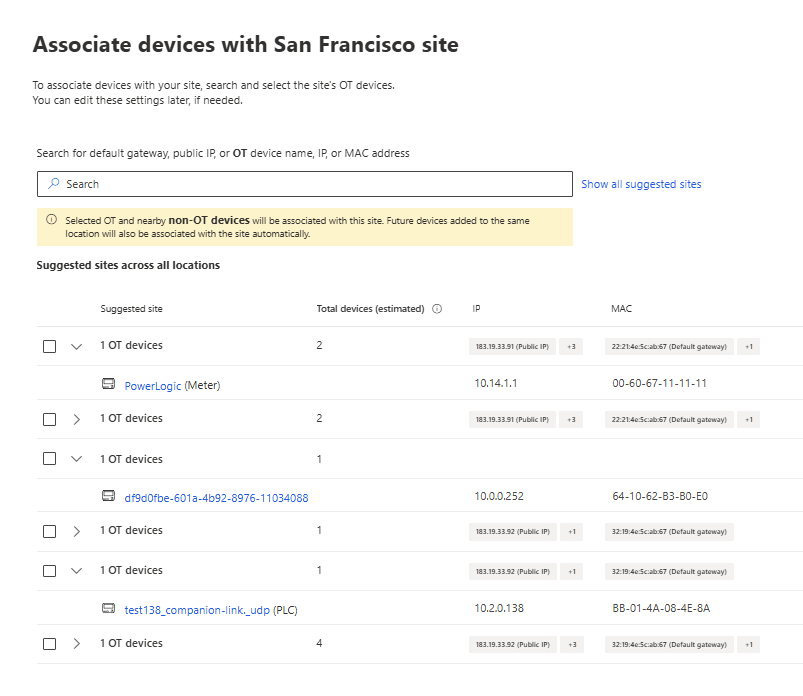 Associate devices with San Francisco site
To associate devices with your site, search and select the site's OT devices.
You can edit these settings later, if needed.
Search for default gateway, public IP, or OT device name, IP, or MAC address
Search
Show all suggested sites
Selected OT and nearby non-OT devices will be associated with this site. Future devices added to the same
location will also be associated with the site automatically.
Suggested sites across all locations
Suggested site Total devices (estimated) IP MAC
1 OT devices 2 183.19.33.91 (Public IP) +3 22:21:4e:5c:ab:67 (Default gateway) +1
PowerLogic (Meter) 10.14.1.1 00-60-67-11-11-11
1 OT devices 2 183.19.33.91 (Public IP) +3 22:21:4e:5c:ab:67 (Default gateway) +1
1 OT devices 1
df9d0fbe-601a-4b92-8976-11034088 10.0.0.252 64-10-62-B3-B0-E0
1 OT devices 1 183.19.33.92 (Public IP) +1 32:19:4e:5c:ab:67 (Default gateway)
1 OT devices 1 183.19.33.92 (Public IP) +1 32:19:4e:5c:ab:67 (Default gateway)
test138_companion-link._udp (PLC) 10.2.0.138 BB-01-4A-08-4E-8A
1 OT devices 4 183.19.33.92 (Public IP) +3 32:19:4e:5c:ab:67 (Default gateway) +1